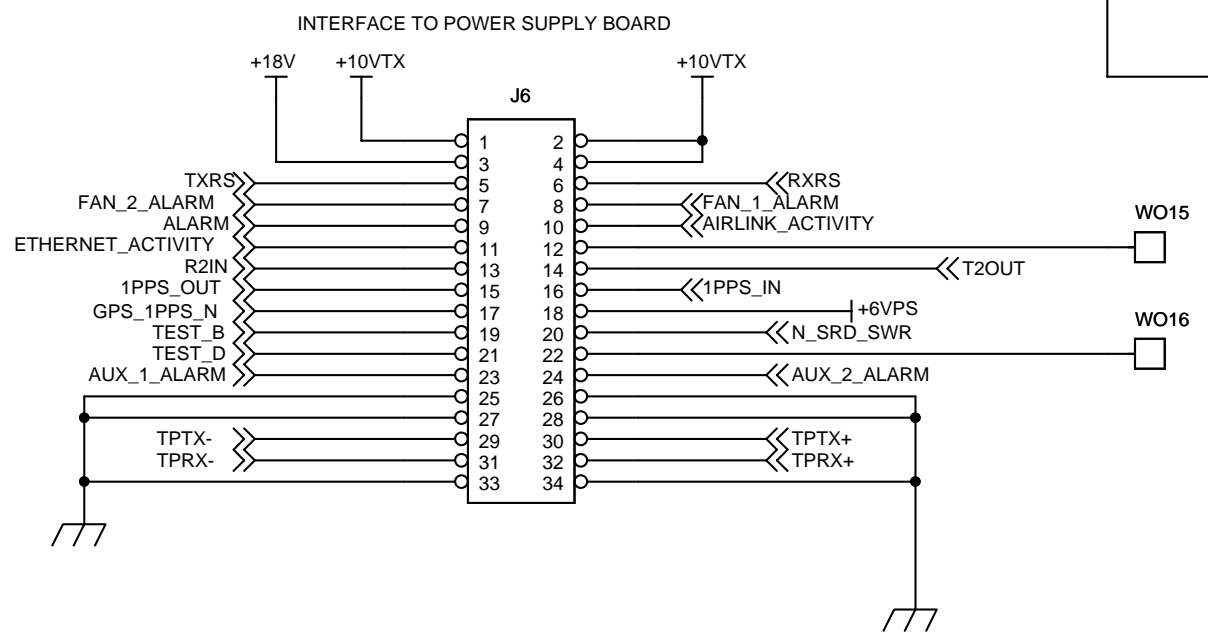 INTERFACE TO POWER SUPPLY BOARD
+18V +10VTX +10VTX
J6
1 2
3 4
TXRS 5 6 RXRS
FAN_2_ALARM 7 8 FAN_1_ALARM
ALARM 9 10 AIRLINK_ACTIVITY
WO15
ETHERNET_ACTIVITY 11 12
R2IN 13 14 T2OUT
1PPS_OUT 15 16 1PPS_IN
GPS_1PPS_N 17 18 +6VPS
WO16
TEST_B 19 20 N_SRD_SWR
TEST_D 21 22
AUX_1_ALARM 23 24 AUX_2_ALARM
25 26
27 28
TPTX- 29 30 TPTX+
TPRX- 31 32 TPRX+
33 34